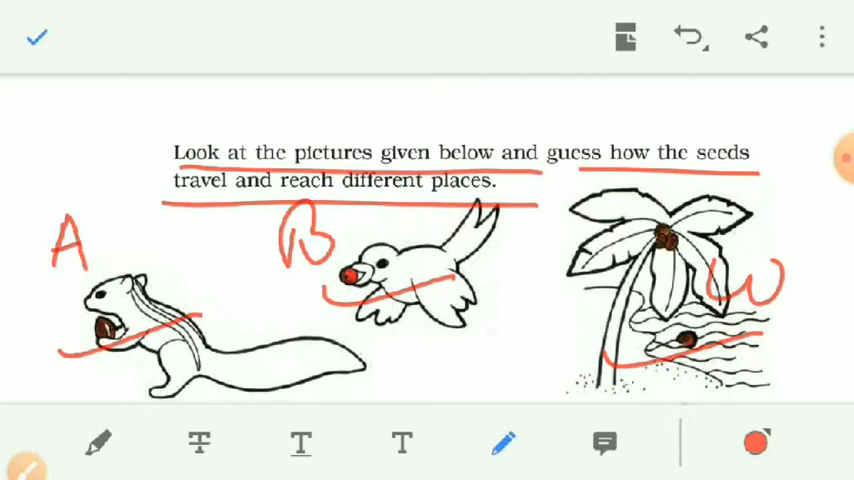 Look at the pictures given below and guess how the seeds
travel and reach different places.
A
B
W